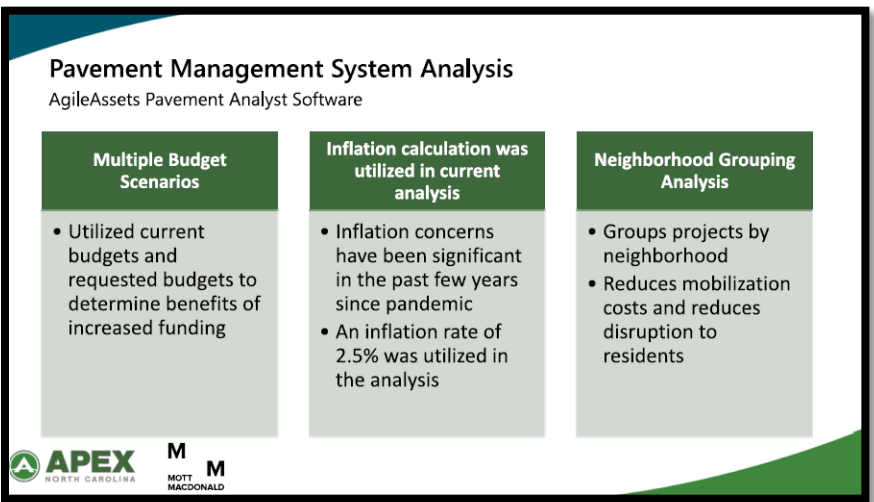 Pavement Management System Analysis
AgileAssets Pavement Analyst Software
Multiple Budget
Scenarios
• Utilized current
budgets and
requested budgets to
determine benefits of
increased funding
Inflation calculation was
utilized in current
analysis
• Inflation concerns
have been significant
in the past few years
since pandemic
• An inflation rate of
2.5% was utilized in
the analysis
Neighborhood Grouping
Analysis
• Groups projects by
neighborhood
• Reduces mobilization
costs and reduces
disruption to
residents
APEX
NORTH CAROLINA
M
M
MOTT
MACDONALD